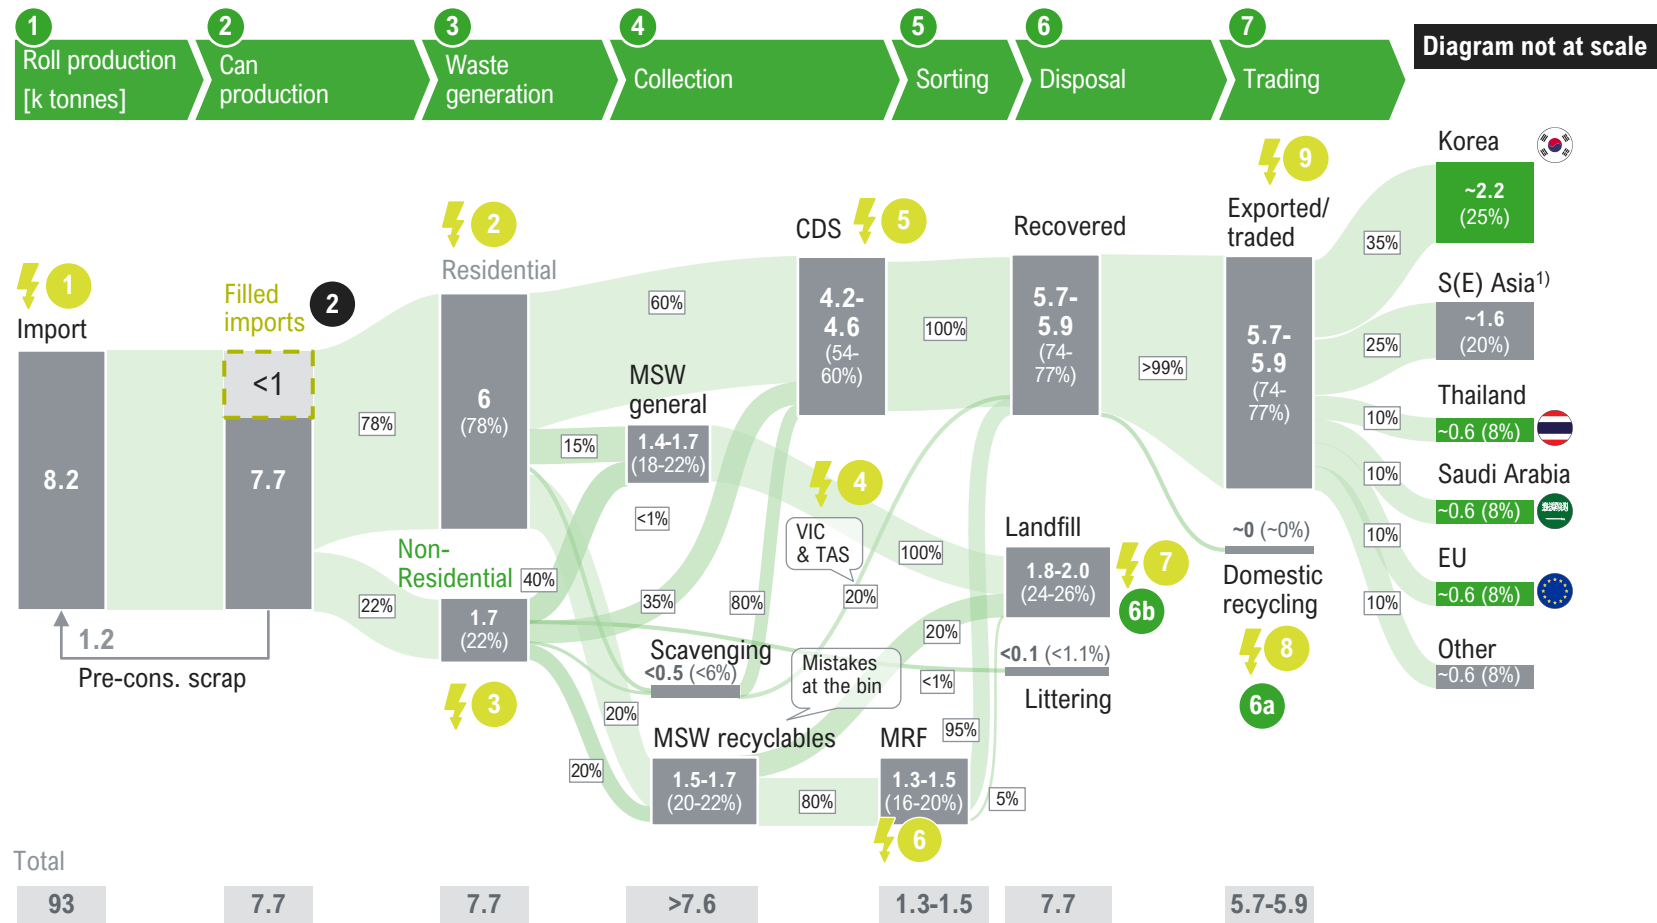 1
Roll production
[k tonnes]
2
Can
production
3
Waste
generation
4
Collection
5
Sorting
6
Disposal
7
Trading
Diagram not at scale
1
Import
8.2
1.2
Pre-cons. scrap
Filled
imports
2
<1
7.7
78%
22%
2
Residential
6
(78%)
Non-
Residential
1.7
(22%)
3
60%
15%
<1%
40%
35%
20%
20%
MSW
general
1.4-1.7
(18-22%)
Scavenging
<0.5 (<6%)
MSW recyclables
1.5-1.7
(20-22%)
80%
80%
CDS
5
4.2-
4.6
(54-
60%)
4
VIC
& TAS
20%
Mistakes
at the bin
MRF
1.3-1.5
(16-20%)
6
100%
100%
20%
<1%
95%
5%
Recovered
5.7-
5.9
(74-
77%)
Landfill
1.8-2.0
(24-26%)
7
6b
<0.1 (<1.1%)
Littering
>99%
9
Exported/
traded
5.7-
5.9
(74-
77%)
~0 (~0%)
Domestic
recycling
8
6a
35%
25%
10%
10%
10%
10%
Korea
~2.2
(25%)
S(E) Asia1)
~1.6
(20%)
Thailand
~0.6 (8%)
Saudi Arabia
~0.6 (8%)
EU
~0.6 (8%)
Other
~0.6 (8%)
Total
93
7.7
7.7
>7.6
1.3-1.5
7.7
5.7-5.9